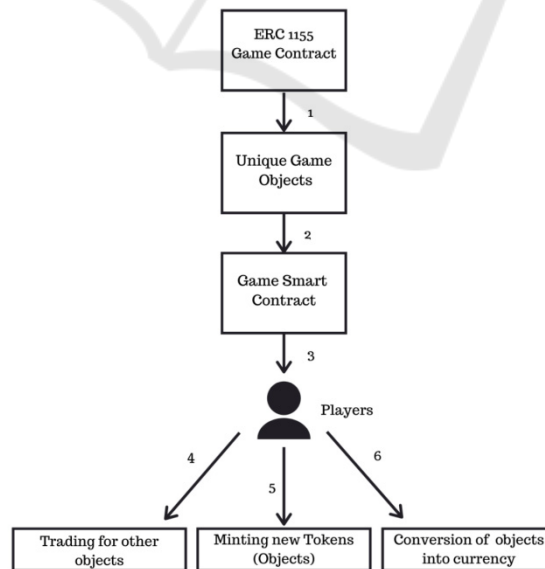 ERC 1155
Game Contract
1
Unique Game
Objects
2
Game Smart
Contract
3
Players
4
5
6
Trading for other
objects
Minting new Tokens
(Objects)
Conversion of objects
into currency